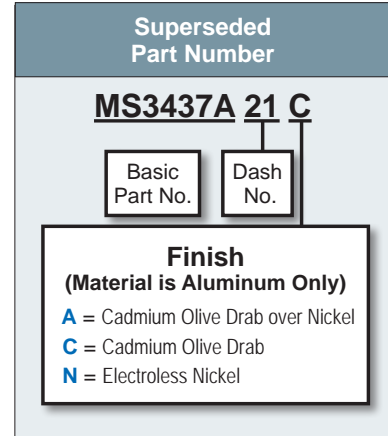 Superseded
Part Number
MS3437A 21 C
Basic
Part No.
Dash
No.
Finish
(Material is Aluminum Only)
A = Cadmium Olive Drab over Nickel
C = Cadmium Olive Drab
N = Electroless Nickel